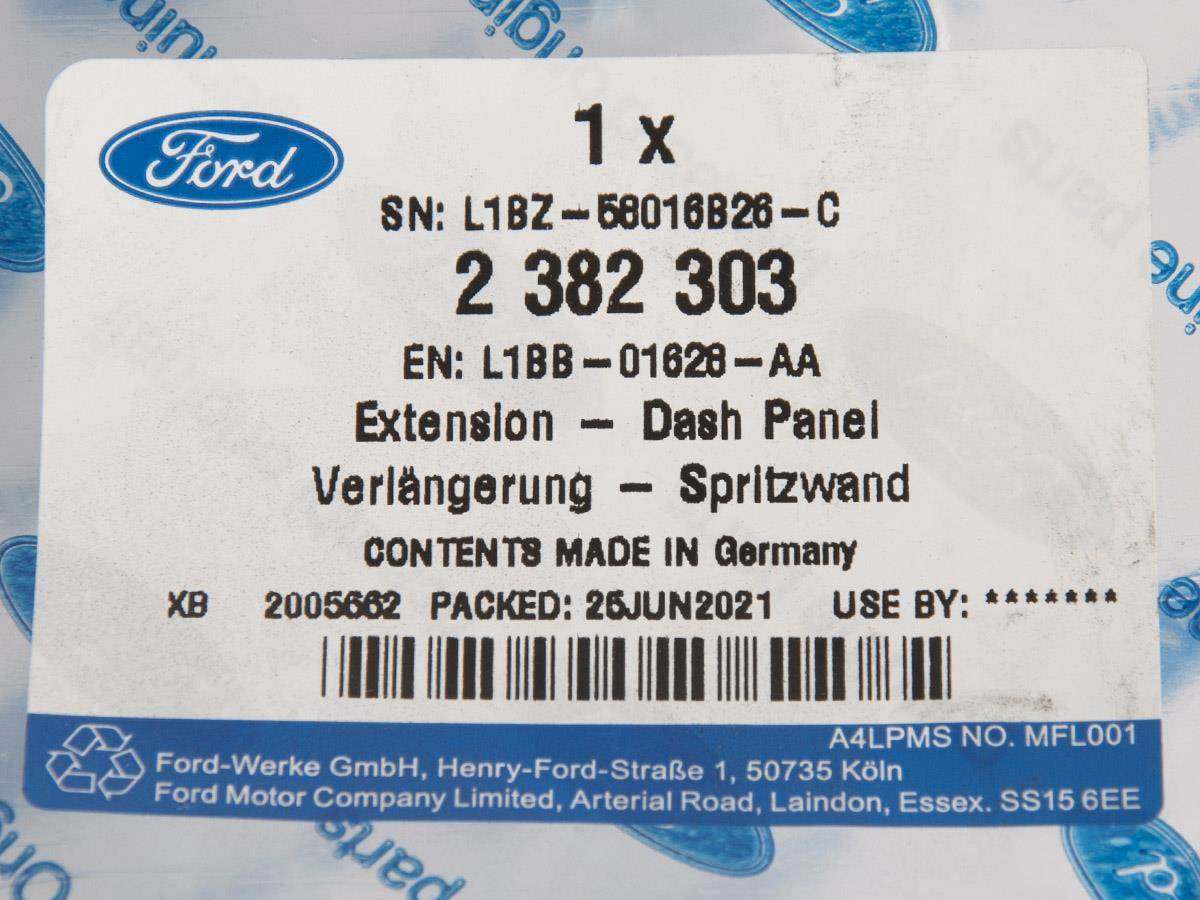 Ford
1 x
SN: L1BZ-58016B26-C
2 382 303
EN: L1BB-01628-AA
Extension - Dash Panel
Verlängerung - Spritzwand
CONTENTS MADE IN Germany
XB 2005662 PACKED: 25JUN2021 USE BY: *******
A4LPMS NO. MFL001
Ford-Werke GmbH, Henry-Ford-Straße 1, 50735 Köln
Ford Motor Company Limited, Arterial Road, Laindon, Essex. SS15 6EE
parts
parts